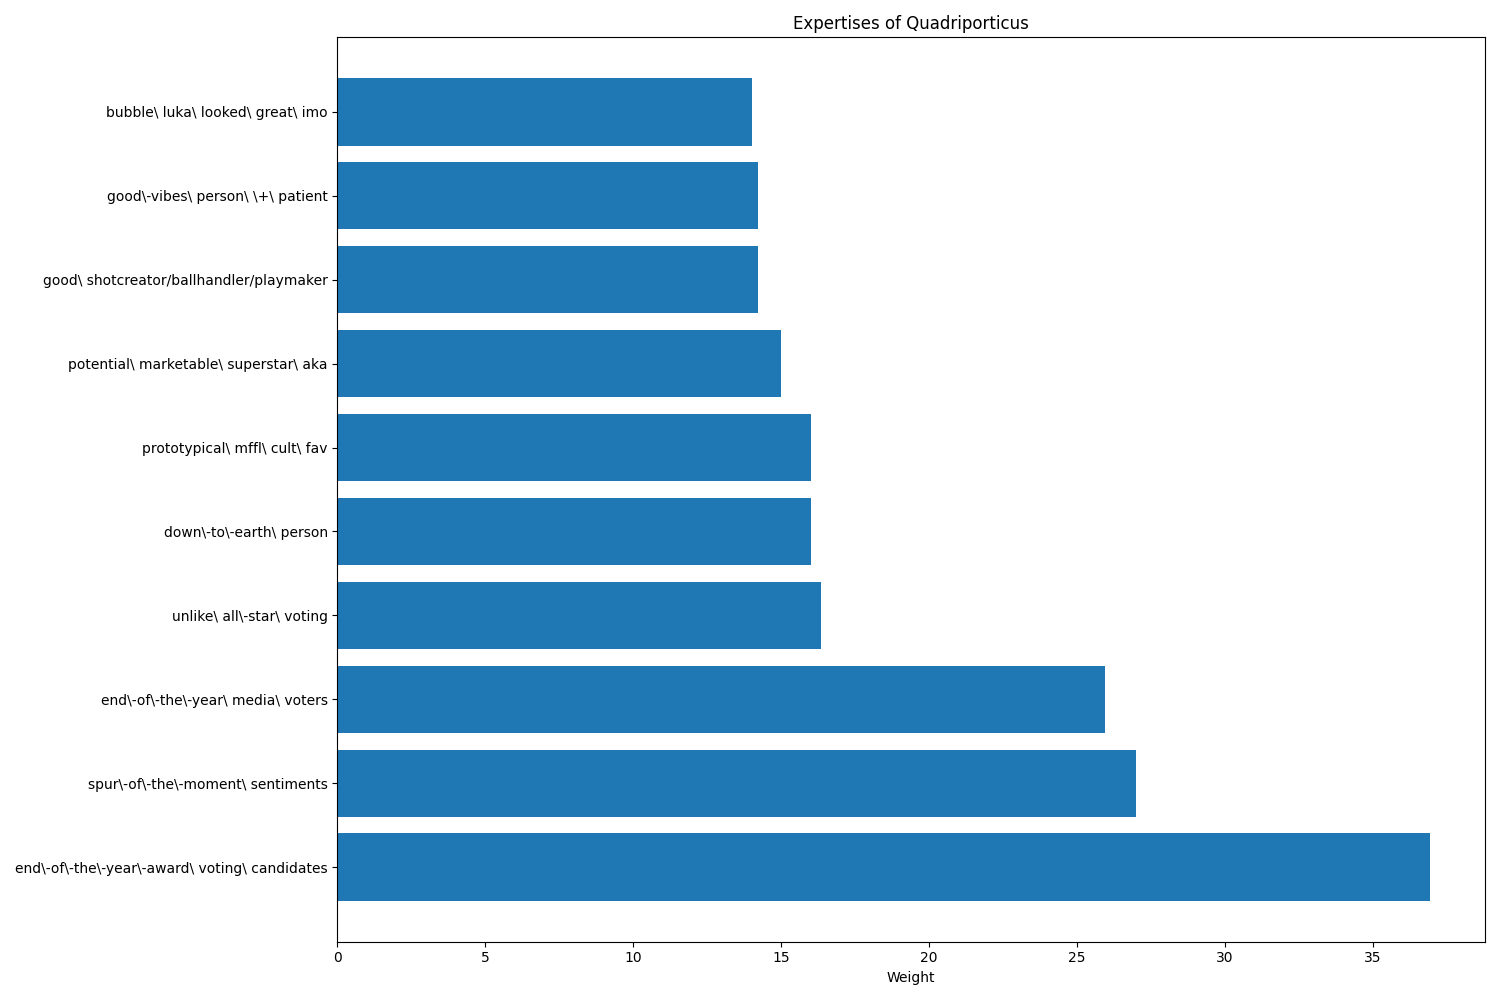 Expertises of Quadriporticus
bubble\ luka\ looked\ great\ imo
good\-vibes\ person\ \+\ patient
good\ shotcreator/ballhandler/playmaker
potential\ marketable\ superstar\ aka
prototypical\ mffl\ cult\ fav
down\-to\-earth\ person
unlike\ all\-star\ voting
end\-of\-the\-year\ media\ voters
spur\-of\-the\-moment\ sentiments
end\-of\-the\-year\-award\ voting\ candidates
0 5 10 15 20 25 30 35
Weight